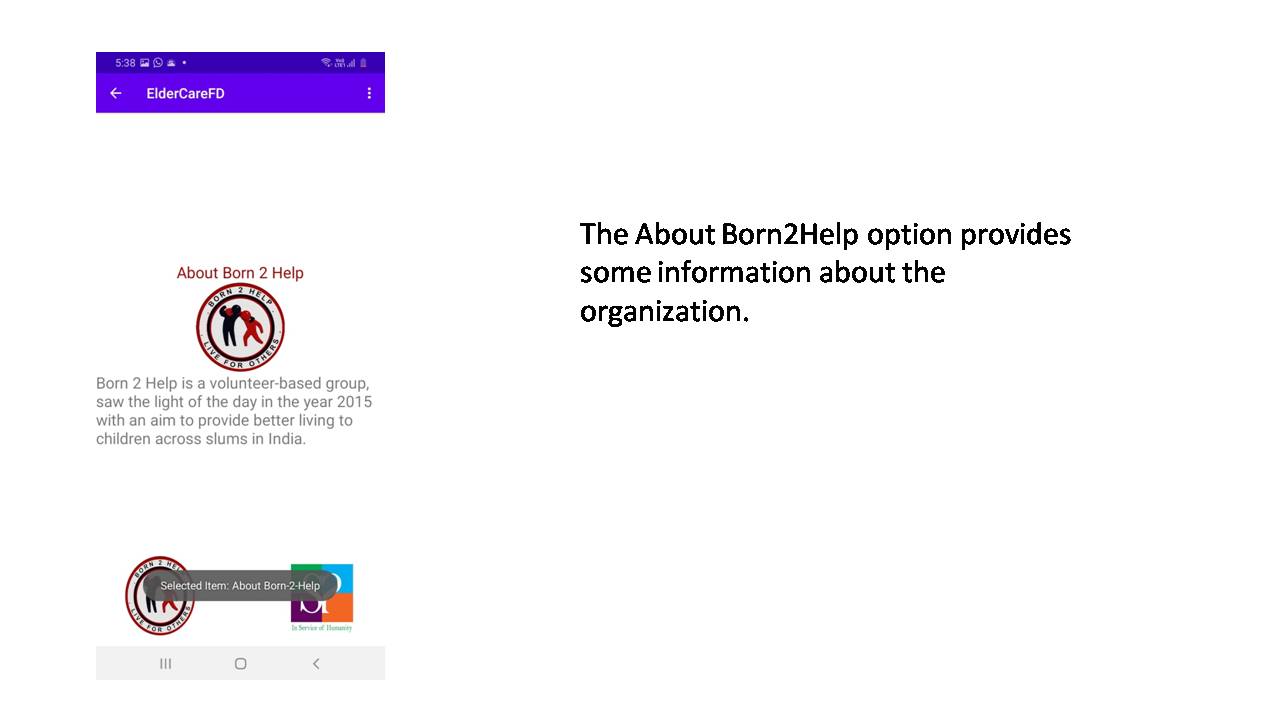 5:38
ElderCareFD
About Born 2 Help
BORN 2 HELP
LIVE FOR OTHERS
Born 2 Help is a volunteer-based group,
saw the light of the day in the year 2015
with an aim to provide better living to
children across slums in India.
BORN 2 HEL
Selected Item: About Born-2-Help
LIVE FOR OTHERS
In Service of Humanity
The About Born2Help option provides
some information about the
organization.